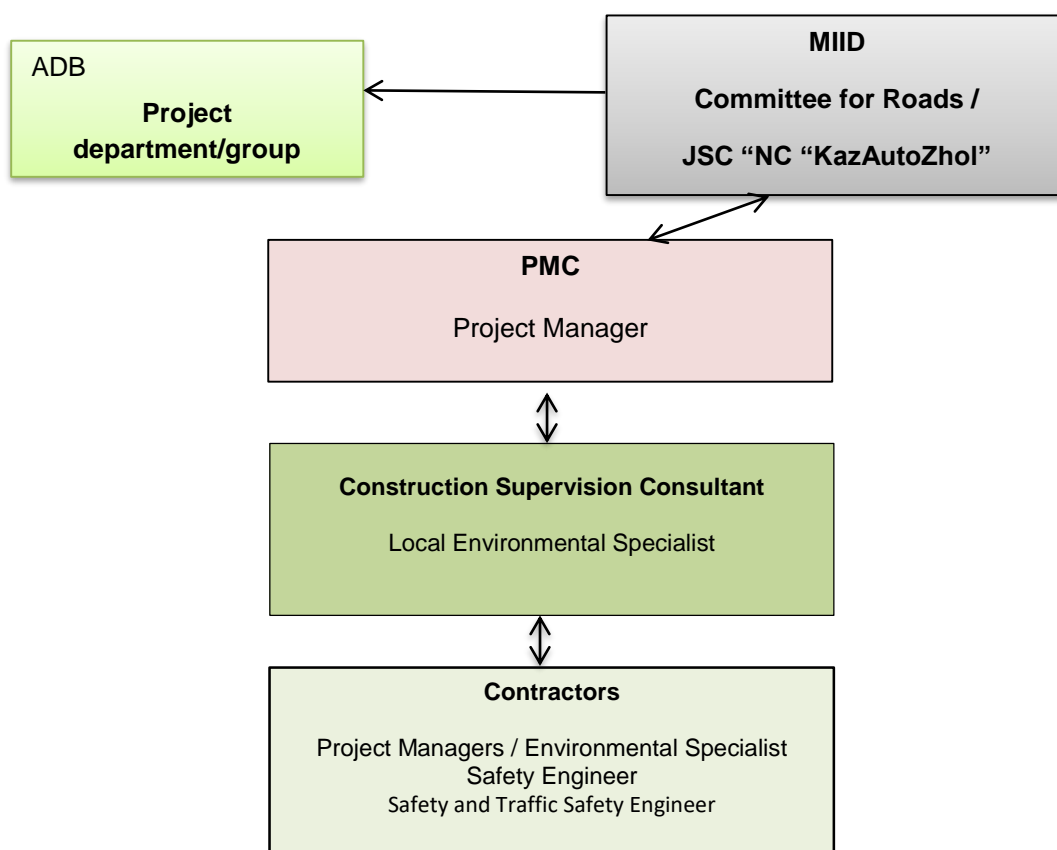 ADB
Project
department/group
MIID
Committee for Roads /
JSC “NC “KazAutoZhol”
PMC
Project Manager
Construction Supervision Consultant
Local Environmental Specialist
Contractors
Project Managers / Environmental Specialist
Safety Engineer
Safety and Traffic Safety Engineer